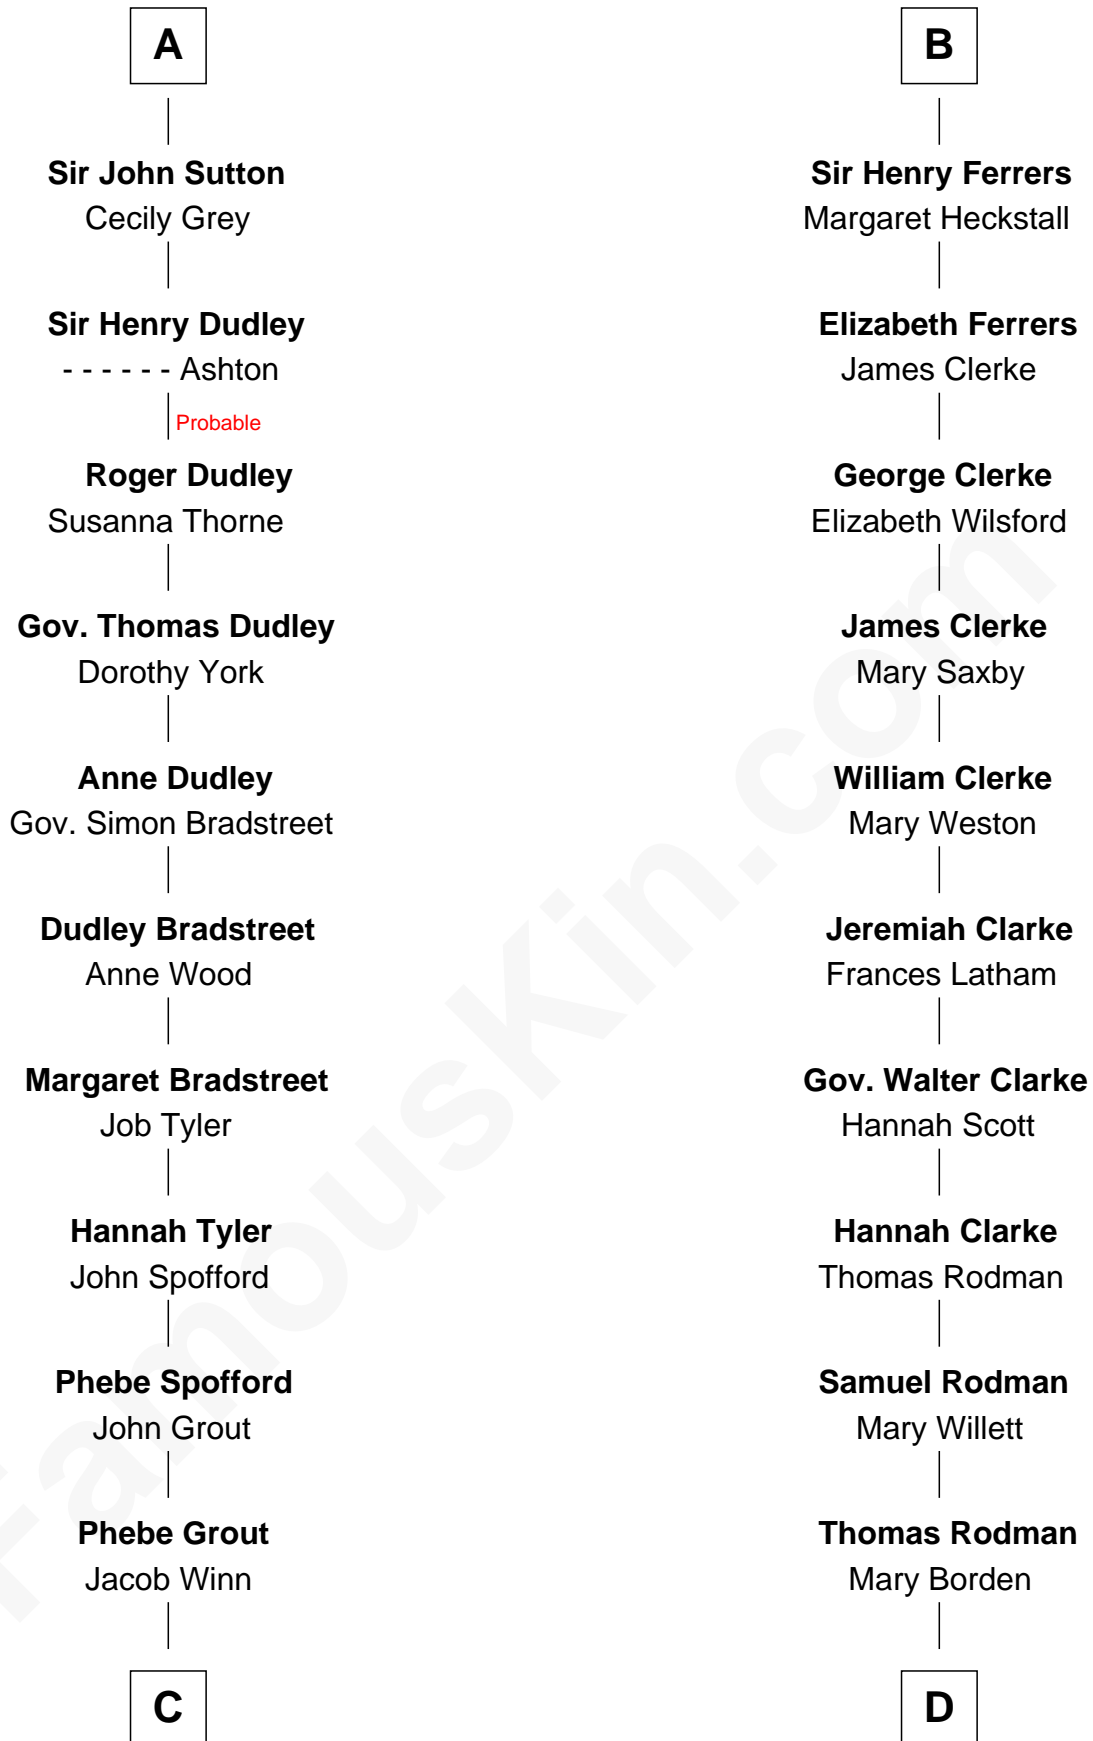 A
Sir John Sutton
Cecily Grey
Sir Henry Dudley
- - - - - - Ashton
Probable
Roger Dudley
Susanna Thorne
Gov. Thomas Dudley
Dorothy York
Anne Dudley
Gov. Simon Bradstreet
Dudley Bradstreet
Anne Wood
Margaret Bradstreet
Job Tyler
Hannah Tyler
John Spofford
Phebe Spofford
John Grout
Phebe Grout
Jacob Winn
C
B
Sir Henry Ferrers
Margaret Heckstall
Elizabeth Ferrers
James Clerke
George Clerke
Elizabeth Wilsford
James Clerke
Mary Saxby
William Clerke
Mary Weston
Jeremiah Clarke
Frances Latham
Gov. Walter Clarke
Hannah Scott
Hannah Clarke
Thomas Rodman
Samuel Rodman
Mary Willett
Thomas Rodman
Mary Borden
D
FamousKin.com